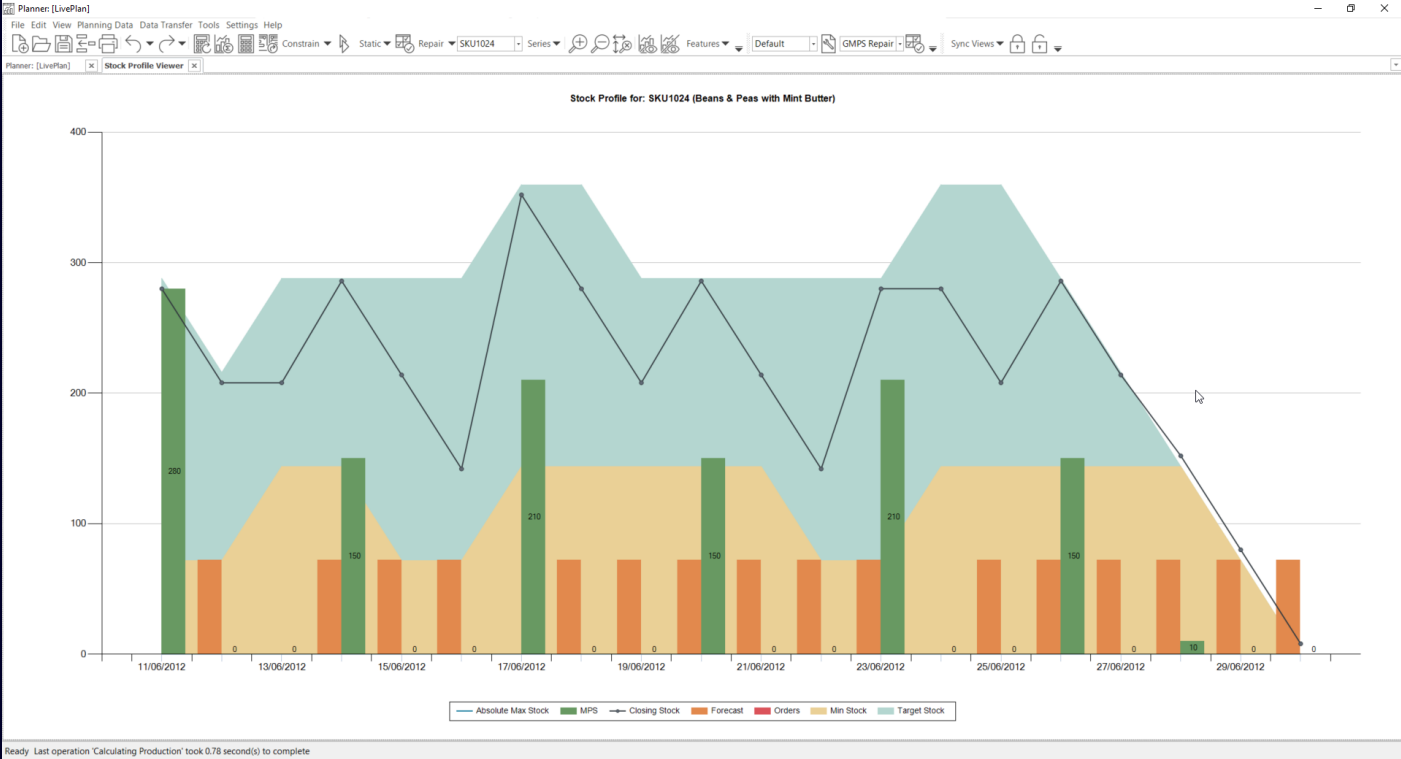 Planner: [LivePlan]
File Edit View Planning Data Data Transfer Tools Settings Help
Constrain Static Repair SKU1024 Series Features Default GMPS Repair Sync Views
Planner: [LivePlan] Stock Profile Viewer
Stock Profile for: SKU1024 (Beans & Peas with Mint Butter)
400
300
200
100
0
280 0 0 150 0 0 210 0 0 150 0 0 210 0 0 150 0 10 0 0
11/06/2012 13/06/2012 15/06/2012 17/06/2012 19/06/2012 21/06/2012 23/06/2012 25/06/2012 27/06/2012 29/06/2012
Absolute Max Stock MPS Closing Stock Forecast Orders Min Stock Target Stock
Ready Last operation 'Calculating Production' took 0.78 second(s) to complete